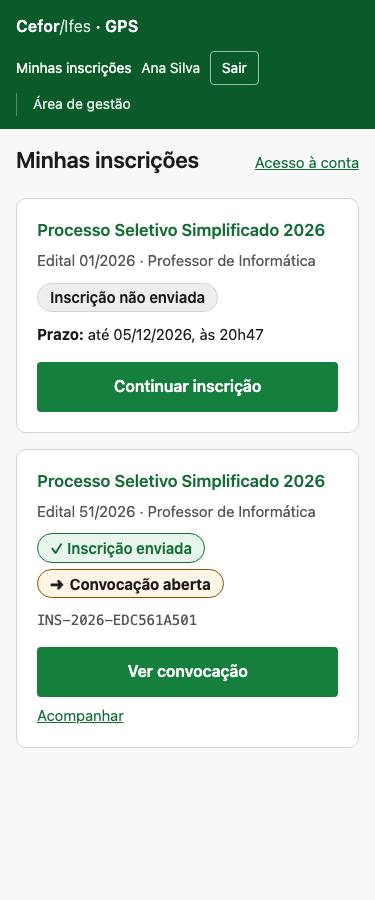 Cefor/Ifes · GPS
Minhas inscrições Ana Silva Sair
Área de gestão
Minhas inscrições Acesso à conta
Processo Seletivo Simplificado 2026
Edital 01/2026 · Professor de Informática
Inscrição não enviada
Prazo: até 05/12/2026, às 20h47
Continuar inscrição
Processo Seletivo Simplificado 2026
Edital 51/2026 · Professor de Informática
✓ Inscrição enviada
➜ Convocação aberta
INS-2026-EDC561A501
Ver convocação
Acompanhar